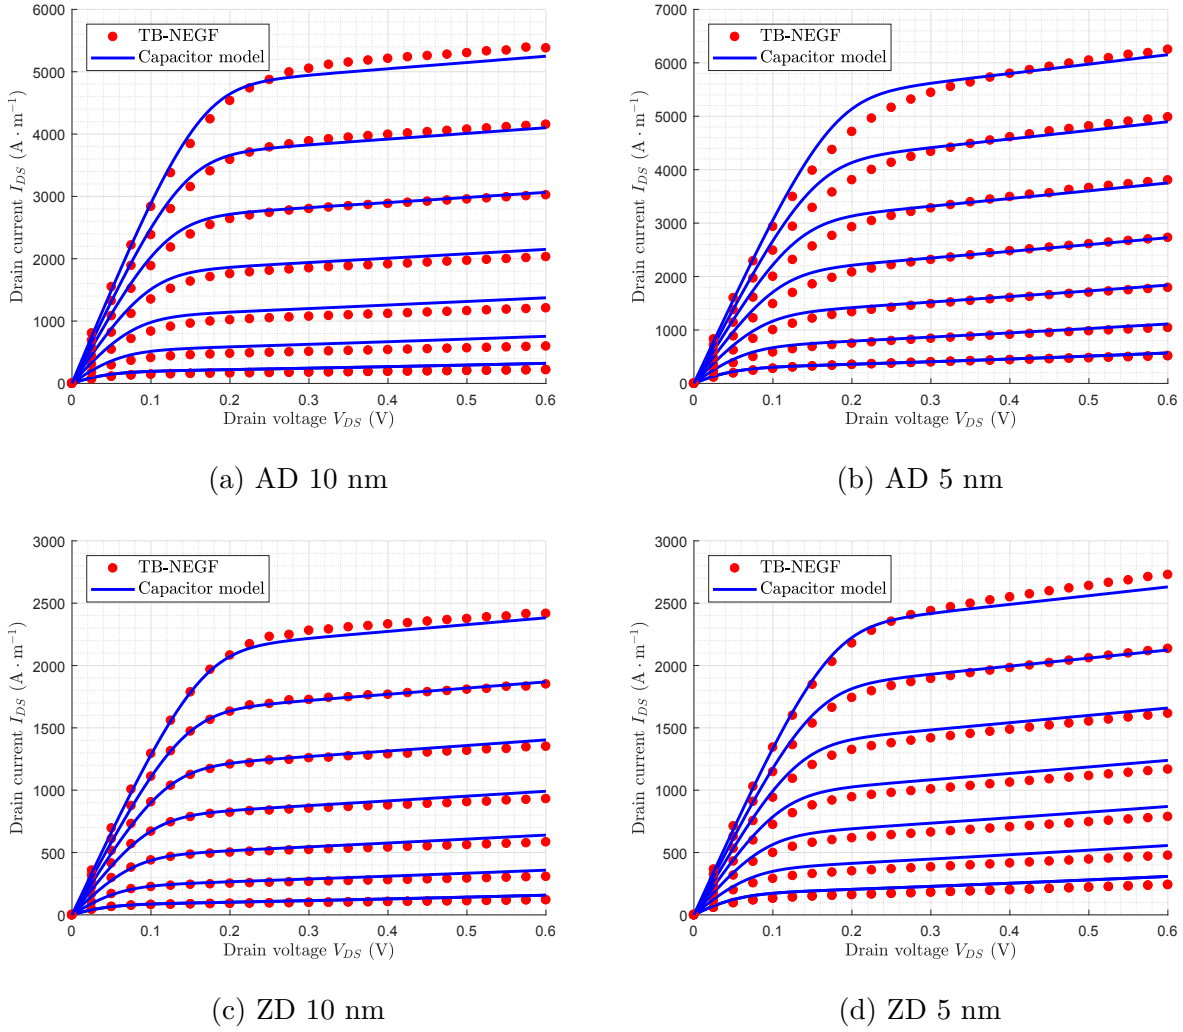 TB-NEGF
Capacitor model
6000
5000
4000
3000
2000
1000
0
Drain current I_DS (A · m⁻¹)
0 0.1 0.2 0.3 0.4 0.5 0.6
Drain voltage V_DS (V)
(a) AD 10 nm
TB-NEGF
Capacitor model
7000
6000
5000
4000
3000
2000
1000
0
Drain current I_DS (A · m⁻¹)
0 0.1 0.2 0.3 0.4 0.5 0.6
Drain voltage V_DS (V)
(b) AD 5 nm
TB-NEGF
Capacitor model
3000
2500
2000
1500
1000
500
0
Drain current I_DS (A · m⁻¹)
0 0.1 0.2 0.3 0.4 0.5 0.6
Drain voltage V_DS (V)
(c) ZD 10 nm
TB-NEGF
Capacitor model
3000
2500
2000
1500
1000
500
0
Drain current I_DS (A · m⁻¹)
0 0.1 0.2 0.3 0.4 0.5 0.6
Drain voltage V_DS (V)
(d) ZD 5 nm